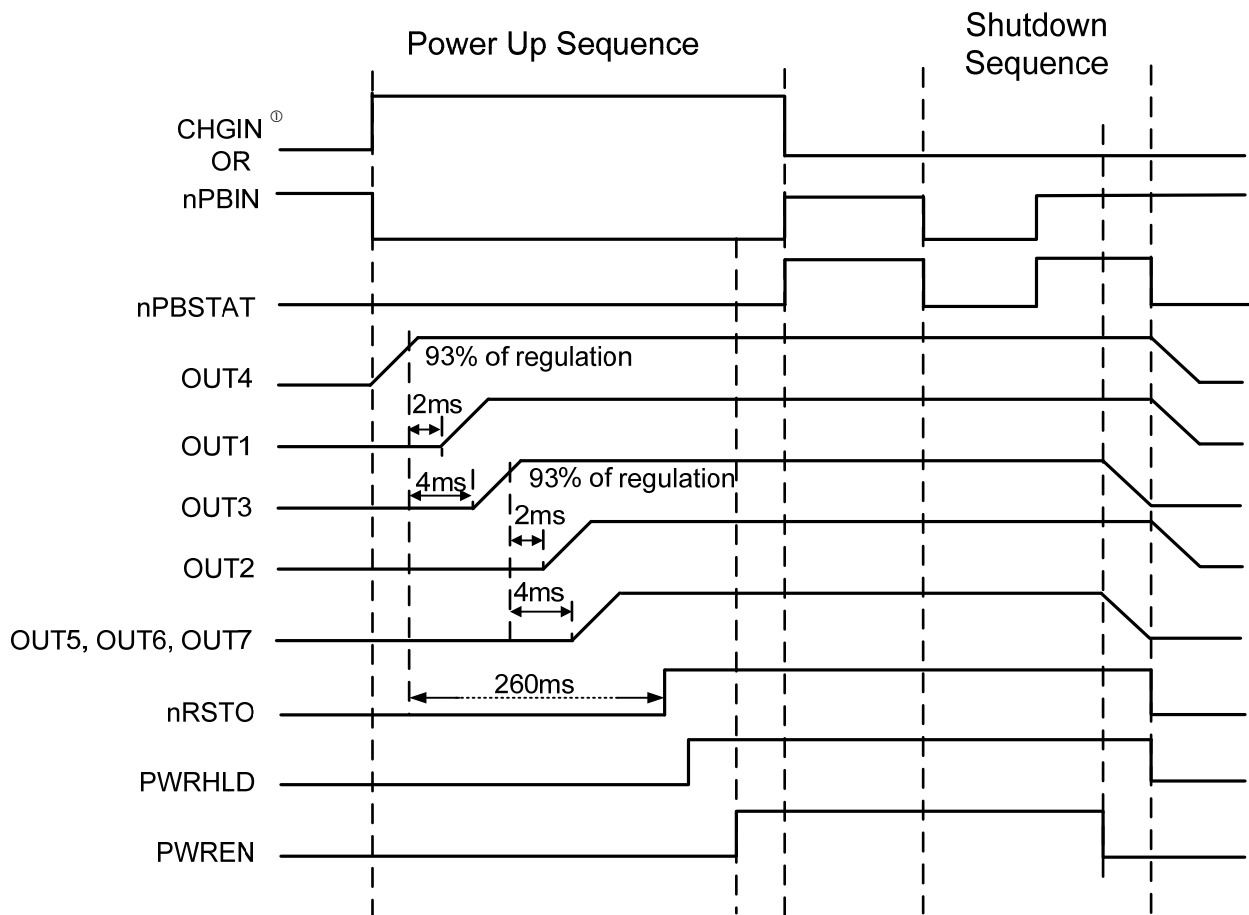 Power Up Sequence
Shutdown
Sequence
CHGIN ①
OR
nPBIN
nPBSTAT
93% of regulation
OUT4
2ms
OUT1
4ms
93% of regulation
OUT3
2ms
OUT2
4ms
OUT5, OUT6, OUT7
260ms
nRSTO
PWRHLD
PWREN